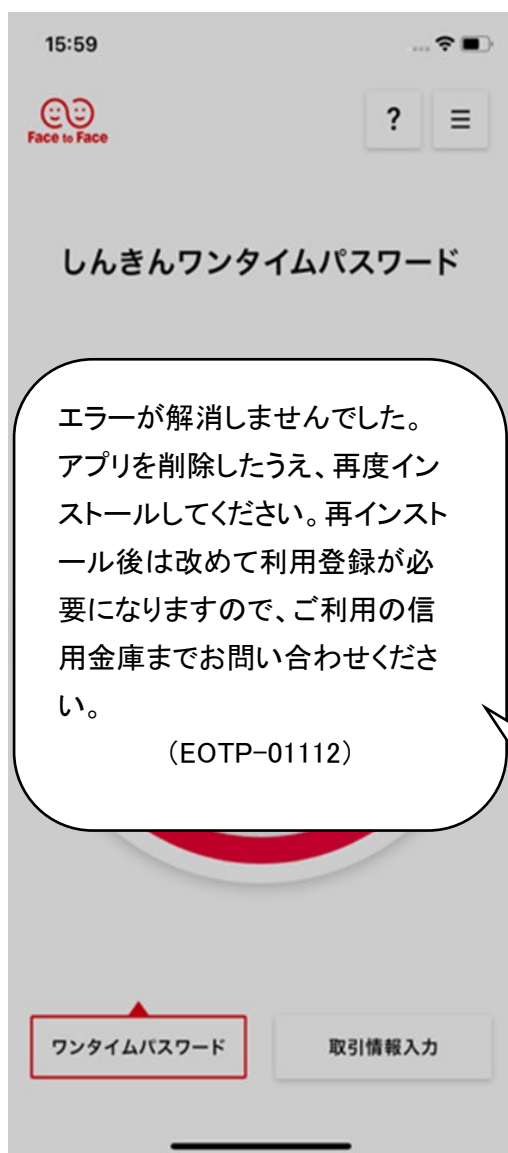 15:59
Face to Face
?
しんきんワンタイムパスワード
エラーが解消しませんでした。
アプリを削除したうえ、再度イン
ストールしてください。再インスト
ール後は改めて利用登録が必
要になりますので、ご利用の信
用金庫までお問い合わせくださ
い。
（EOTP-01112）
ワンタイムパスワード
取引情報入力